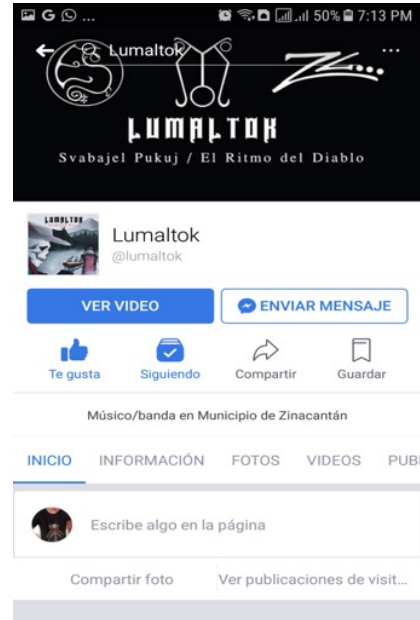 G ... 50% 7:13 PM
Lumaltok ...
LUMALTOK
Svabajel Pukuj / El Ritmo del Diablo
LUMALTOK
Lumaltok
@lumaltok
VER VIDEO ENVIAR MENSAJE
Te gusta Siguiendo Compartir Guardar
Músico/banda en Municipio de Zinacantán
INICIO INFORMACIÓN FOTOS VIDEOS PUBL
Escribe algo en la página
Compartir foto Ver publicaciones de visit...